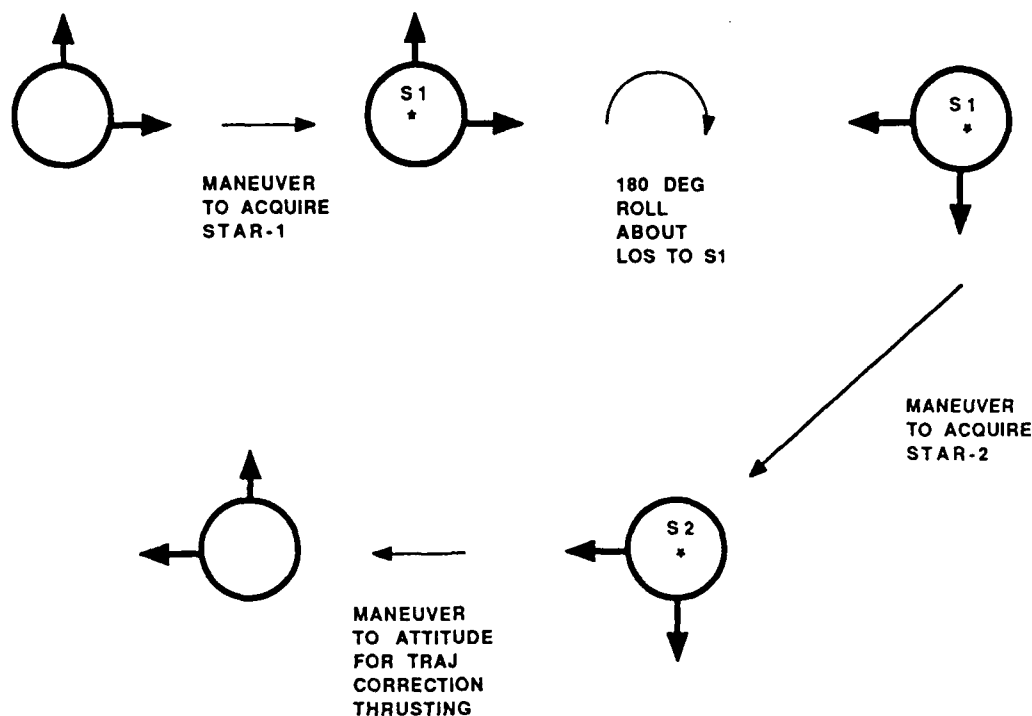 S1
MANEUVER
TO ACQUIRE
STAR-1
180 DEG
ROLL
ABOUT
LOS TO S1
S1
MANEUVER
TO ACQUIRE
STAR-2
S2
MANEUVER
TO ATTITUDE
FOR TRAJ
CORRECTION
THRUSTING